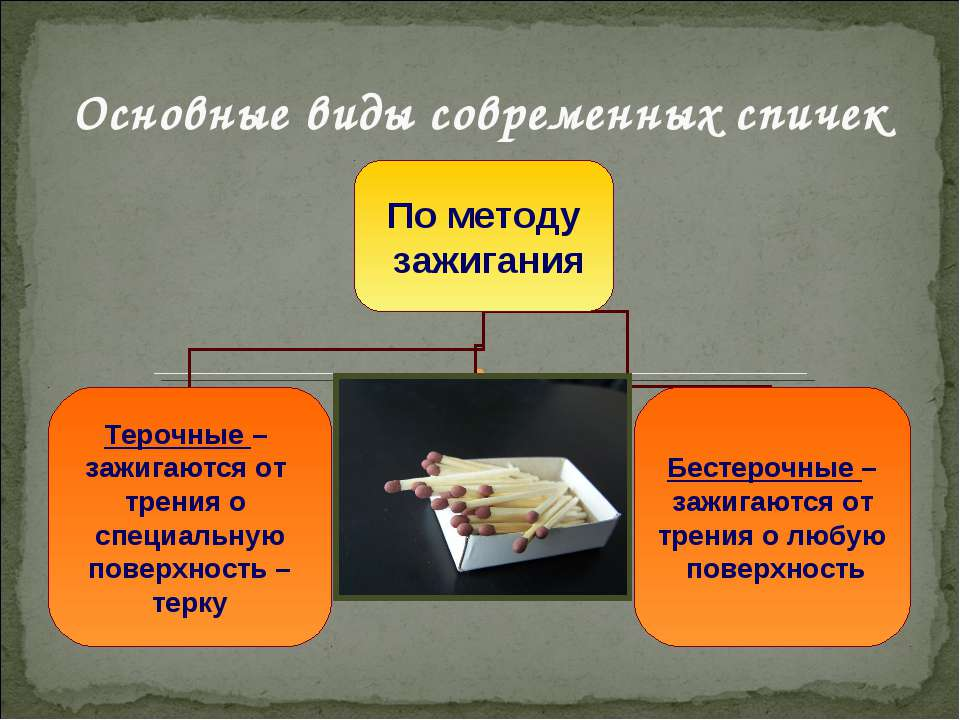 Основные виды современных спичек
По методу
зажигания
Терочные –
зажигаются от
трения о
специальную
поверхность –
терку
Бестерочные –
зажигаются от
трения о любую
поверхность